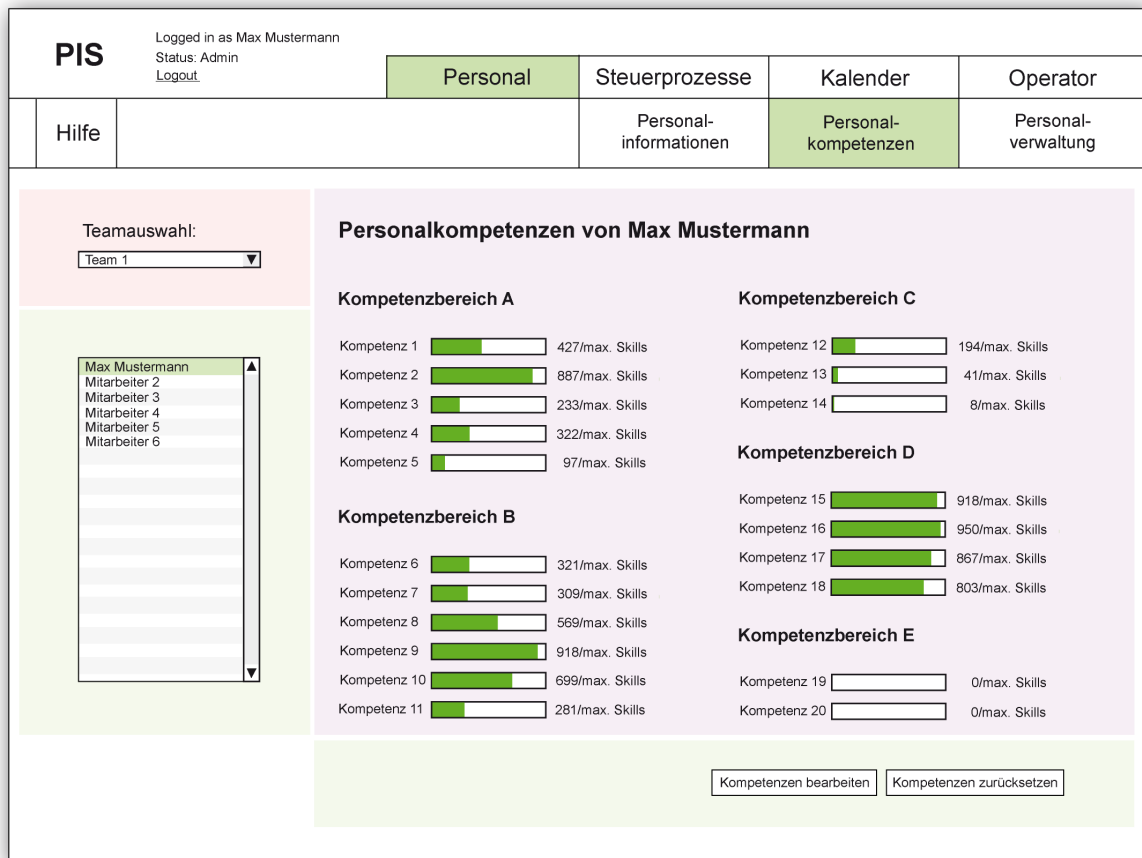 PIS
Logged in as Max Mustermann
Status: Admin
Logout
Personal
Steuerprozesse
Kalender
Operator
Hilfe
Personal-
informationen
Personal-
kompetenzen
Personal-
verwaltung
Teamauswahl:
Team 1
Max Mustermann
Mitarbeiter 2
Mitarbeiter 3
Mitarbeiter 4
Mitarbeiter 5
Mitarbeiter 6
Personalkompetenzen von Max Mustermann
Kompetenzbereich A
Kompetenz 1 427/max. Skills
Kompetenz 2 887/max. Skills
Kompetenz 3 233/max. Skills
Kompetenz 4 322/max. Skills
Kompetenz 5 97/max. Skills
Kompetenzbereich B
Kompetenz 6 321/max. Skills
Kompetenz 7 309/max. Skills
Kompetenz 8 569/max. Skills
Kompetenz 9 918/max. Skills
Kompetenz 10 699/max. Skills
Kompetenz 11 281/max. Skills
Kompetenzbereich C
Kompetenz 12 194/max. Skills
Kompetenz 13 41/max. Skills
Kompetenz 14 8/max. Skills
Kompetenzbereich D
Kompetenz 15 918/max. Skills
Kompetenz 16 950/max. Skills
Kompetenz 17 867/max. Skills
Kompetenz 18 803/max. Skills
Kompetenzbereich E
Kompetenz 19 0/max. Skills
Kompetenz 20 0/max. Skills
Kompetenzen bearbeiten
Kompetenzen zurücksetzen